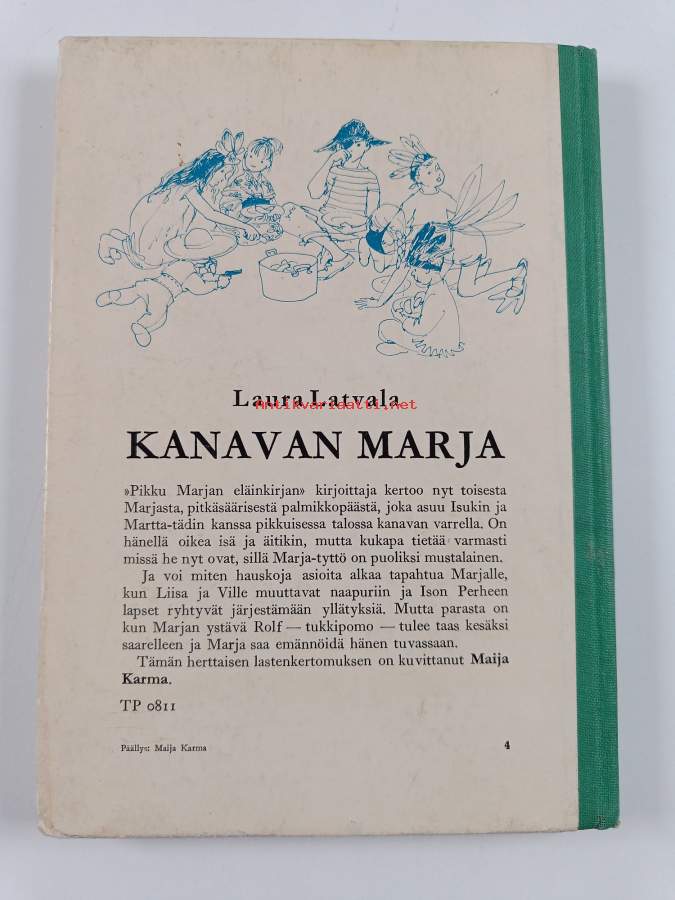 Laura Latvala
Antikvariaatti.net
KANAVAN MARJA
»Pikku Marjan eläinkirjan» kirjoittaja kertoo nyt toisesta
Marjasta, pitkäsäärisestä palmikkopäästä, joka asuu Isukin ja
Martta-tädin kanssa pikkuisessa talossa kanavan varrella. On
hänellä oikea isä ja äitikin, mutta kukapa tietää varmasti
missä he nyt ovat, sillä Marja-tyttö on puoliksi mustalainen.
Ja voi miten hauskoja asioita alkaa tapahtua Marjalle,
kun Liisa ja Ville muuttavat naapuriin ja Ison Perheen
lapset ryhtyvät järjestämään yllätyksiä. Mutta parasta on
kun Marjan ystävä Rolf — tukkipomo — tulee taas kesäksi
saarelleen ja Marja saa emännöidä hänen tuvassaan.
Tämän herttaisen lastenkertomuksen on kuvittanut Maija
Karma.
TP 0811
Päällys: Maija Karma
4